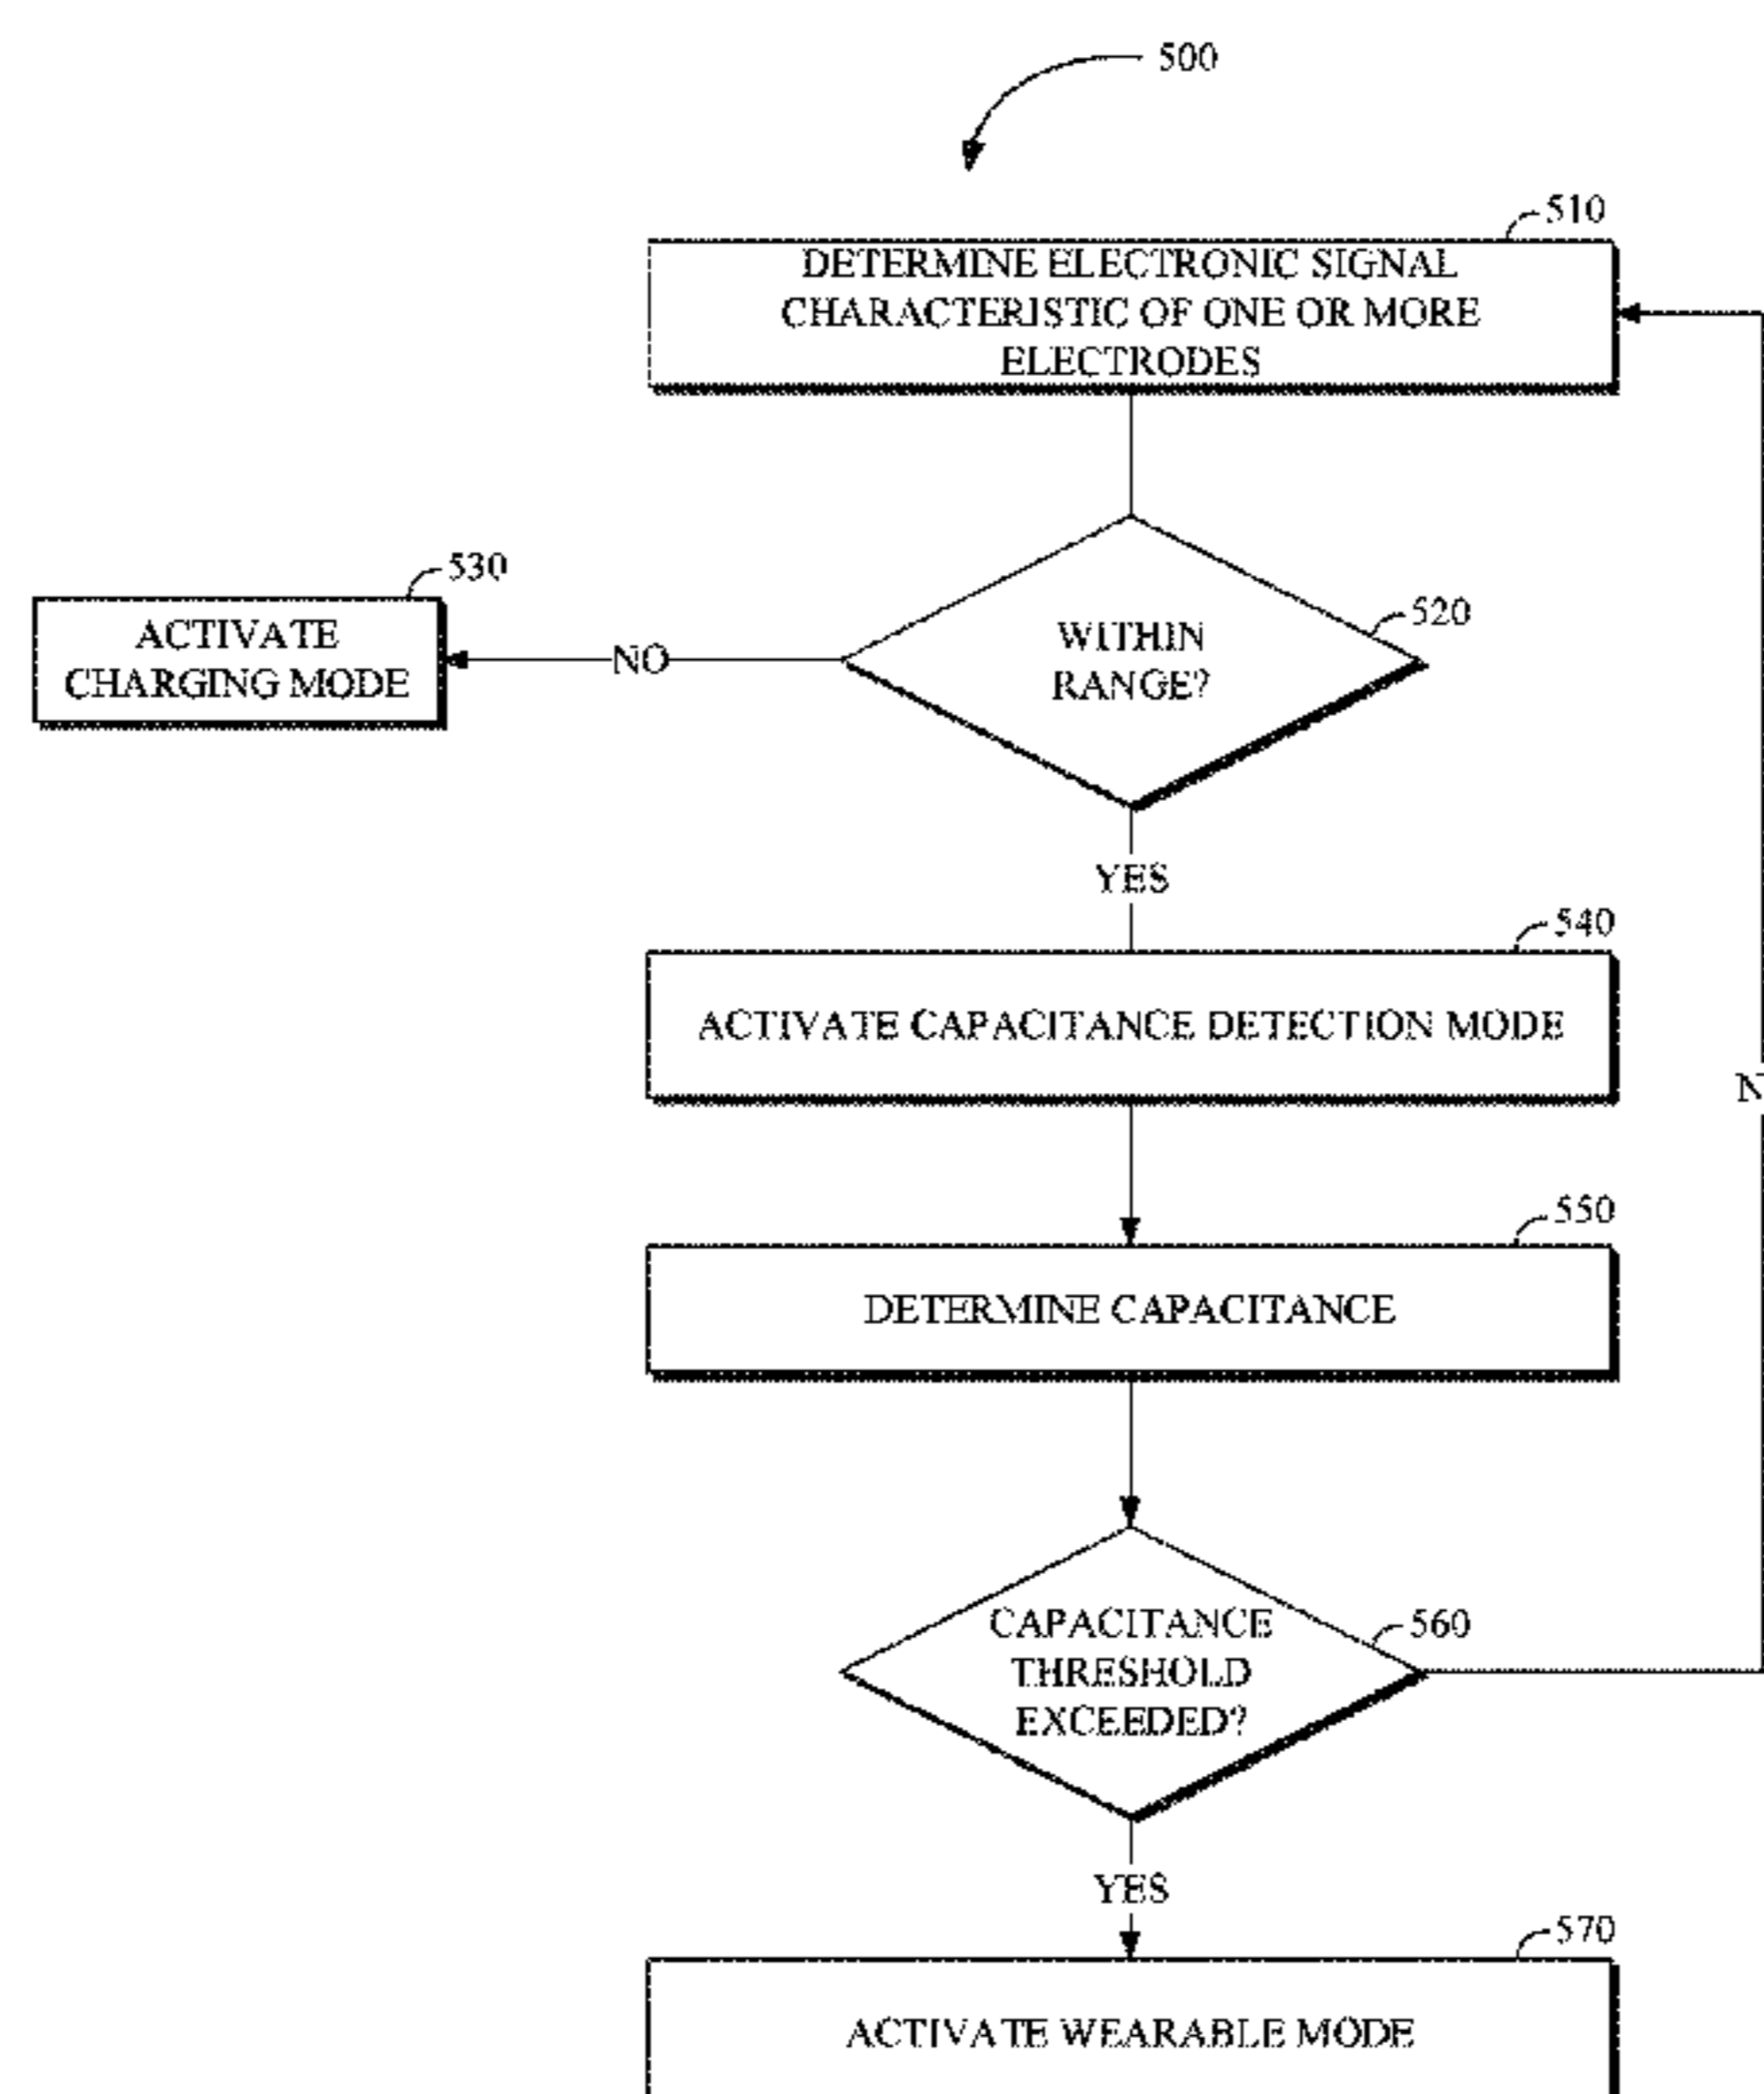 500
510
DETERMINE ELECTRONIC SIGNAL
CHARACTERISTIC OF ONE OR MORE
ELECTRODES
530
ACTIVATE
CHARGING MODE
NO
520
WITHIN
RANGE?
YES
540
ACTIVATE CAPACITANCE DETECTION MODE
550
DETERMINE CAPACITANCE
560
CAPACITANCE
THRESHOLD
EXCEEDED?
YES
570
ACTIVATE WEARABLE MODE